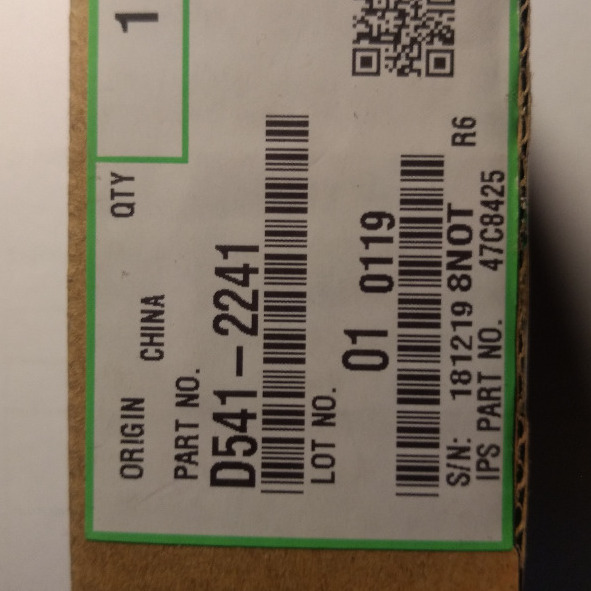 ORIGIN QTY 1
CHINA
PART NO.
D541-2241
LOT NO.
01 0119
S/N: 181219 8NOT R6
IPS PART NO. 47C8425